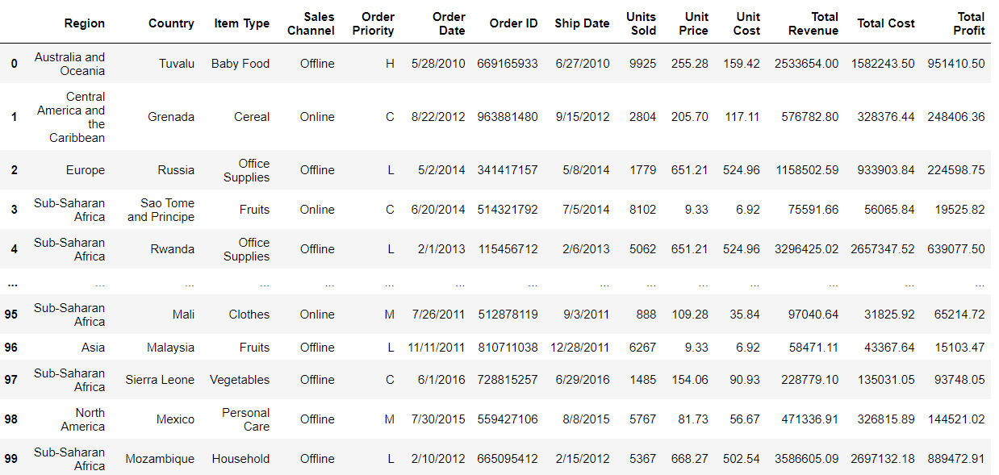 Region Country Item Type Sales Channel Order Priority Order Date Order ID Ship Date Units Sold Unit Price Unit Cost Total Revenue Total Cost Total Profit
0 Australia and Oceania Tuvalu Baby Food Offline H 5/28/2010 669165933 6/27/2010 9925 255.28 159.42 2533654.00 1582243.50 951410.50
1 Central America and the Caribbean Grenada Cereal Online C 8/22/2012 963881480 9/15/2012 2804 205.70 117.11 576782.80 328376.44 248406.36
2 Europe Russia Office Supplies Offline L 5/2/2014 341417157 5/8/2014 1779 651.21 524.96 1158502.59 933903.84 224598.75
3 Sub-Saharan Africa Sao Tome and Principe Fruits Online C 6/20/2014 514321792 7/5/2014 8102 9.33 6.92 75591.66 56065.84 19525.82
4 Sub-Saharan Africa Rwanda Office Supplies Offline L 2/1/2013 115456712 2/6/2013 5062 651.21 524.96 3296425.02 2657347.52 639077.50
... ... ... ... ... ... ... ... ... ... ... ... ... ... ...
95 Sub-Saharan Africa Mali Clothes Online M 7/26/2011 512878119 9/3/2011 888 109.28 35.84 97040.64 31825.92 65214.72
96 Asia Malaysia Fruits Offline L 11/11/2011 810711038 12/28/2011 6267 9.33 6.92 58471.11 43367.64 15103.47
97 Sub-Saharan Africa Sierra Leone Vegetables Offline C 6/1/2016 728815257 6/29/2016 1485 154.06 90.93 228779.10 135031.05 93748.05
98 North America Mexico Personal Care Offline M 7/30/2015 559427106 8/8/2015 5767 81.73 56.67 471336.91 326815.89 144521.02
99 Sub-Saharan Africa Mozambique Household Offline L 2/10/2012 665095412 2/15/2012 5367 668.27 502.54 3586605.09 2697132.18 889472.91